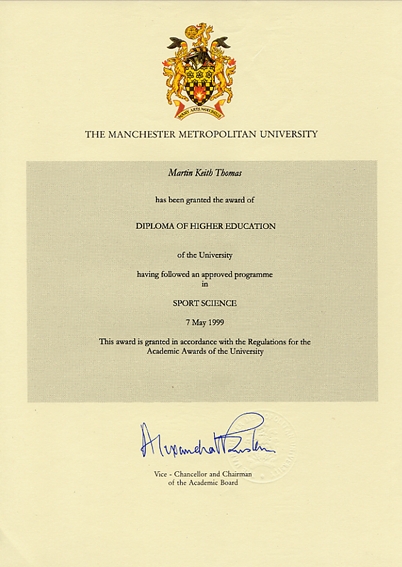 THE MANCHESTER METROPOLITAN UNIVERSITY
Martin Keith Thomas
has been granted the award of
DIPLOMA OF HIGHER EDUCATION
of the University
having followed an approved programme
in
SPORT SCIENCE
7 May 1999
This award is granted in accordance with the Regulations for the
Academic Awards of the University
Vice - Chancellor and Chairman
of the Academic Board